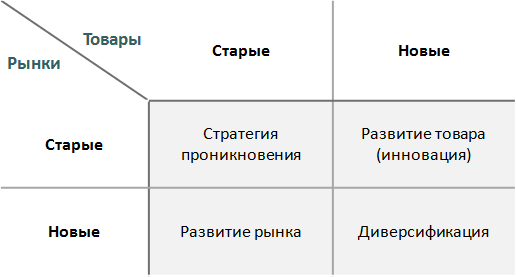 Товары
Рынки
Старые
Новые
Старые
Стратегия
проникновения
Развитие товара
(инновация)
Новые
Развитие рынка
Диверсификация